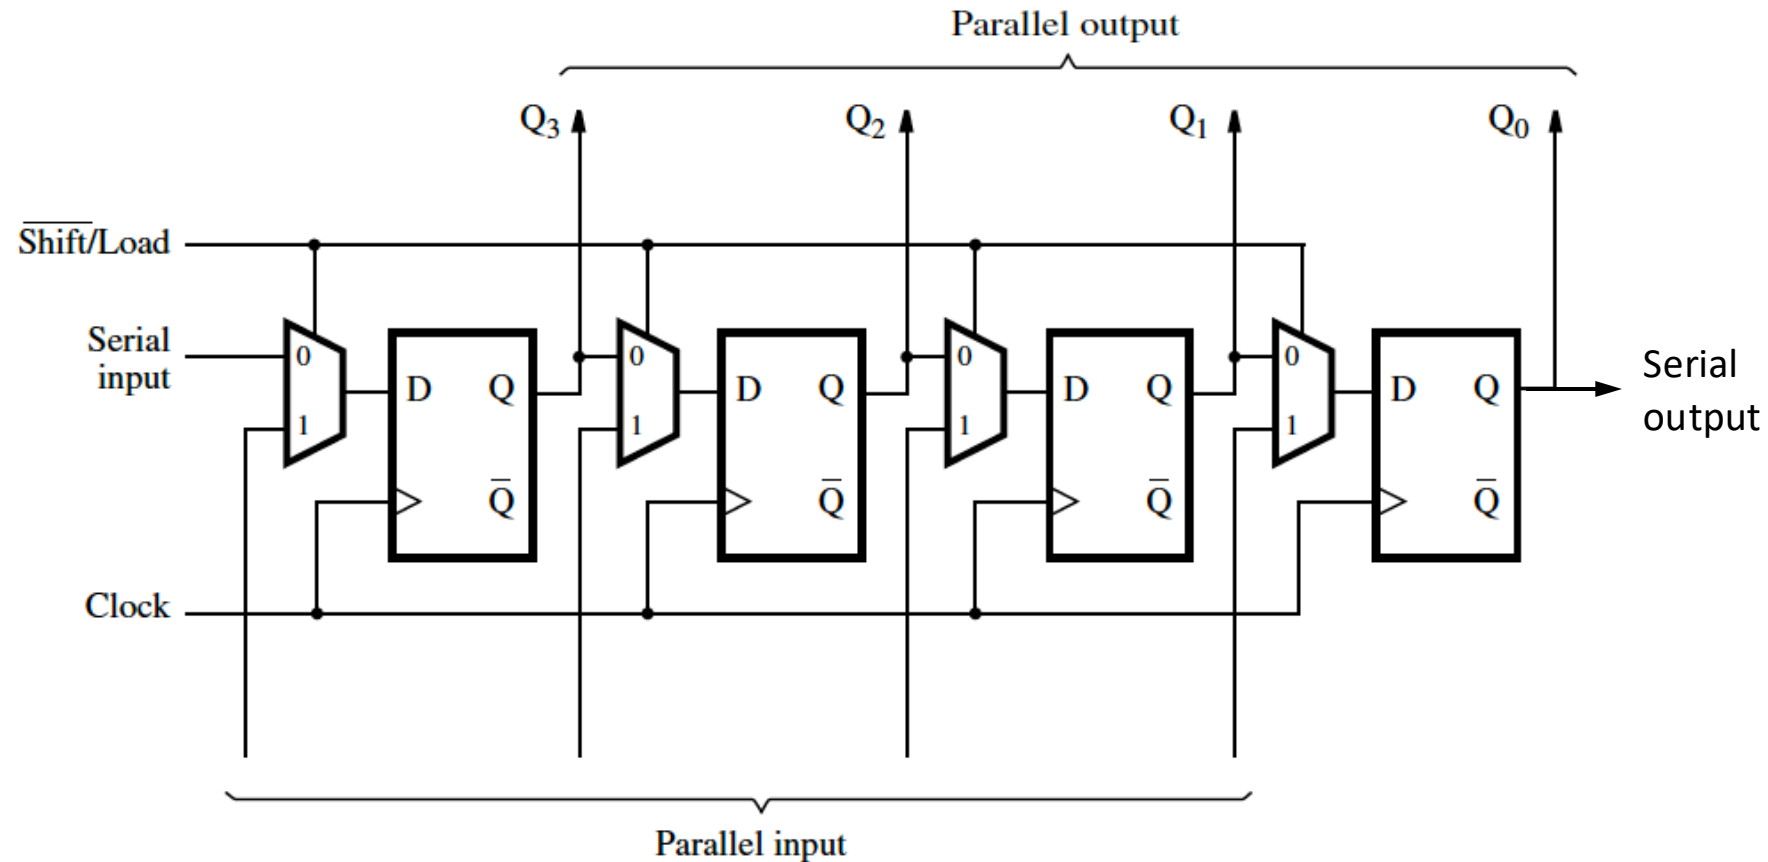 Parallel output
Q₃ Q₂ Q₁ Q₀
S̅h̅i̅f̅t̅/Load
Serial
input
0 0 0 0
D Q D Q D Q D Q
Serial
output
1 1 1 1
Q̅ Q̅ Q̅ Q̅
Clock
Parallel input